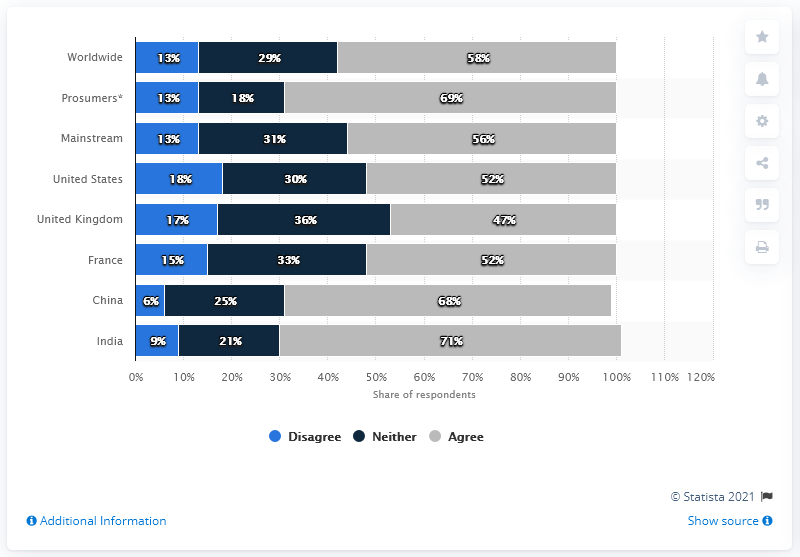 Worldwide 13% 29% 58%
Prosumers* 13% 18% 69%
Mainstream 13% 31% 56%
United States 18% 30% 52%
United Kingdom 17% 36% 47%
France 15% 33% 52%
China 6% 25% 68%
India 9% 21% 71%
0% 10% 20% 30% 40% 50% 60% 70% 80% 90% 100% 110% 120%
Share of respondents
Disagree Neither Agree
© Statista 2021
Additional Information Show source